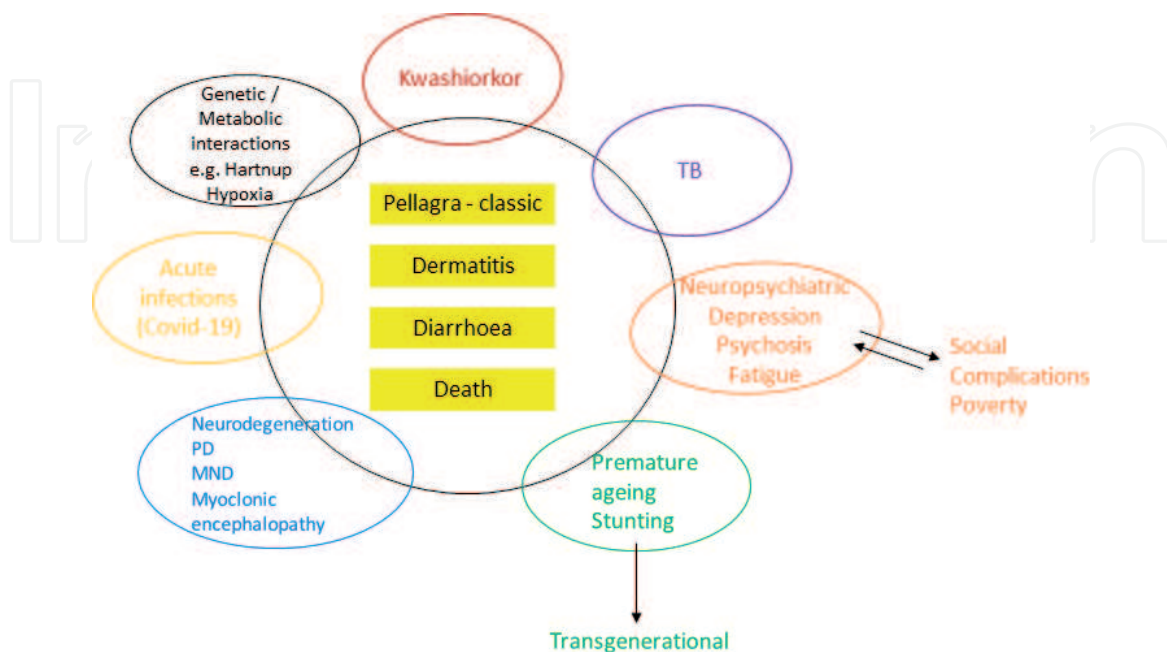 Kwashiorkor
Genetic /
Metabolic
interactions
e.g. Hartnup
Hypoxia
TB
Pellagra - classic
Dermatitis
Diarrhoea
Death
Acute
infections
(Covid-19)
Neuropsychiatric
Depression
Psychosis
Fatigue
Social
Complications
Poverty
Neurodegeneration
PD
MND
Myoclonic
encephalopathy
Premature
ageing
Stunting
Transgenerational